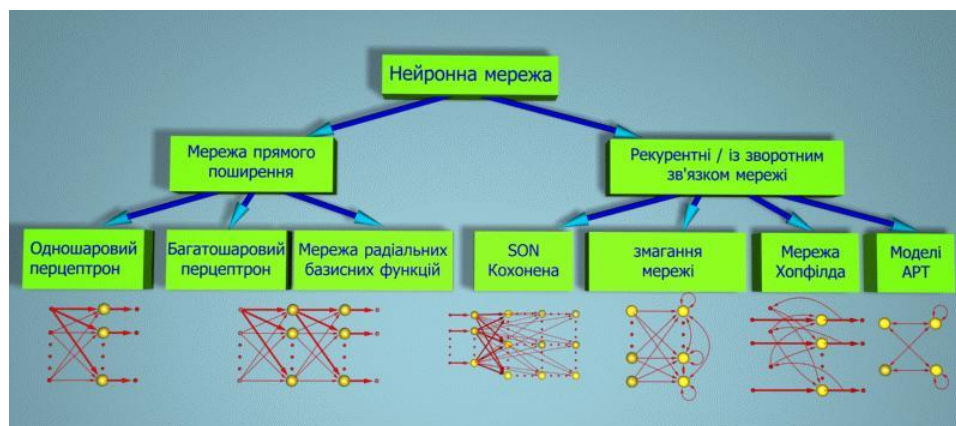 Нейронна мережа
Мережа прямого
поширення
Рекурентні / із зворотним
зв'язком мережі
Одношаровий
перцептрон
Багатошаровий
перцептрон
Мережа радіальних
базисних функцій
SON
Кохонена
змагання
мережі
Мережа
Хопфілда
Моделі
АРТ